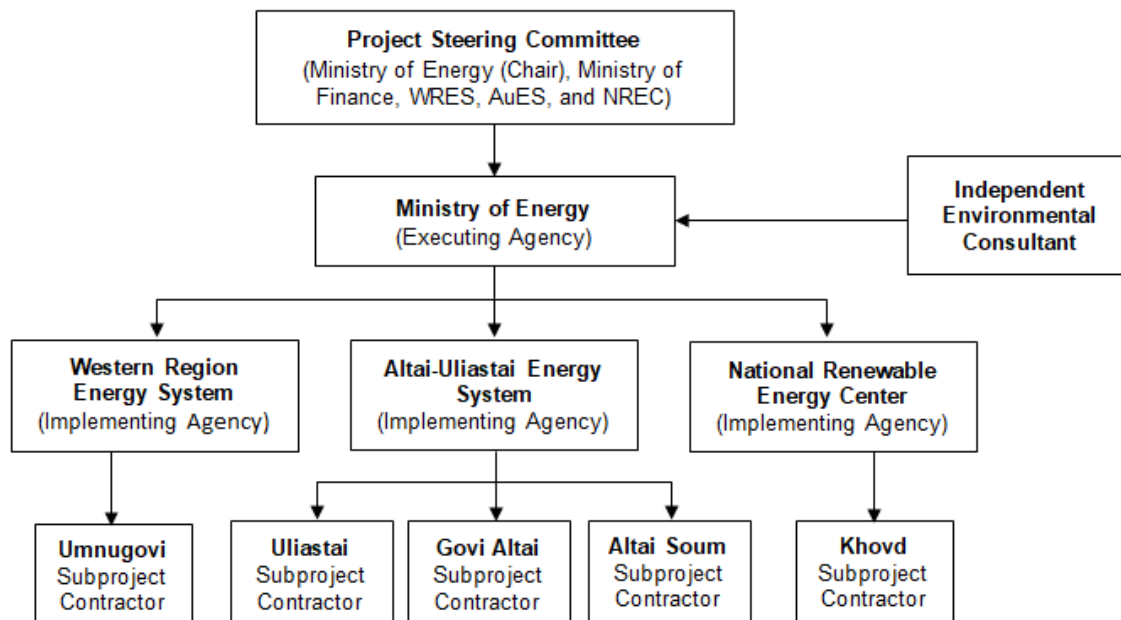 Project Steering Committee
(Ministry of Energy (Chair), Ministry of
Finance, WRES, AuES, and NREC)
Ministry of Energy
(Executing Agency)
Independent
Environmental
Consultant
Western Region
Energy System
(Implementing Agency)
Altai-Uliastai Energy
System
(Implementing Agency)
National Renewable
Energy Center
(Implementing Agency)
Umnugovi
Subproject
Contractor
Uliastai
Subproject
Contractor
Govi Altai
Subproject
Contractor
Altai Soum
Subproject
Contractor
Khovd
Subproject
Contractor